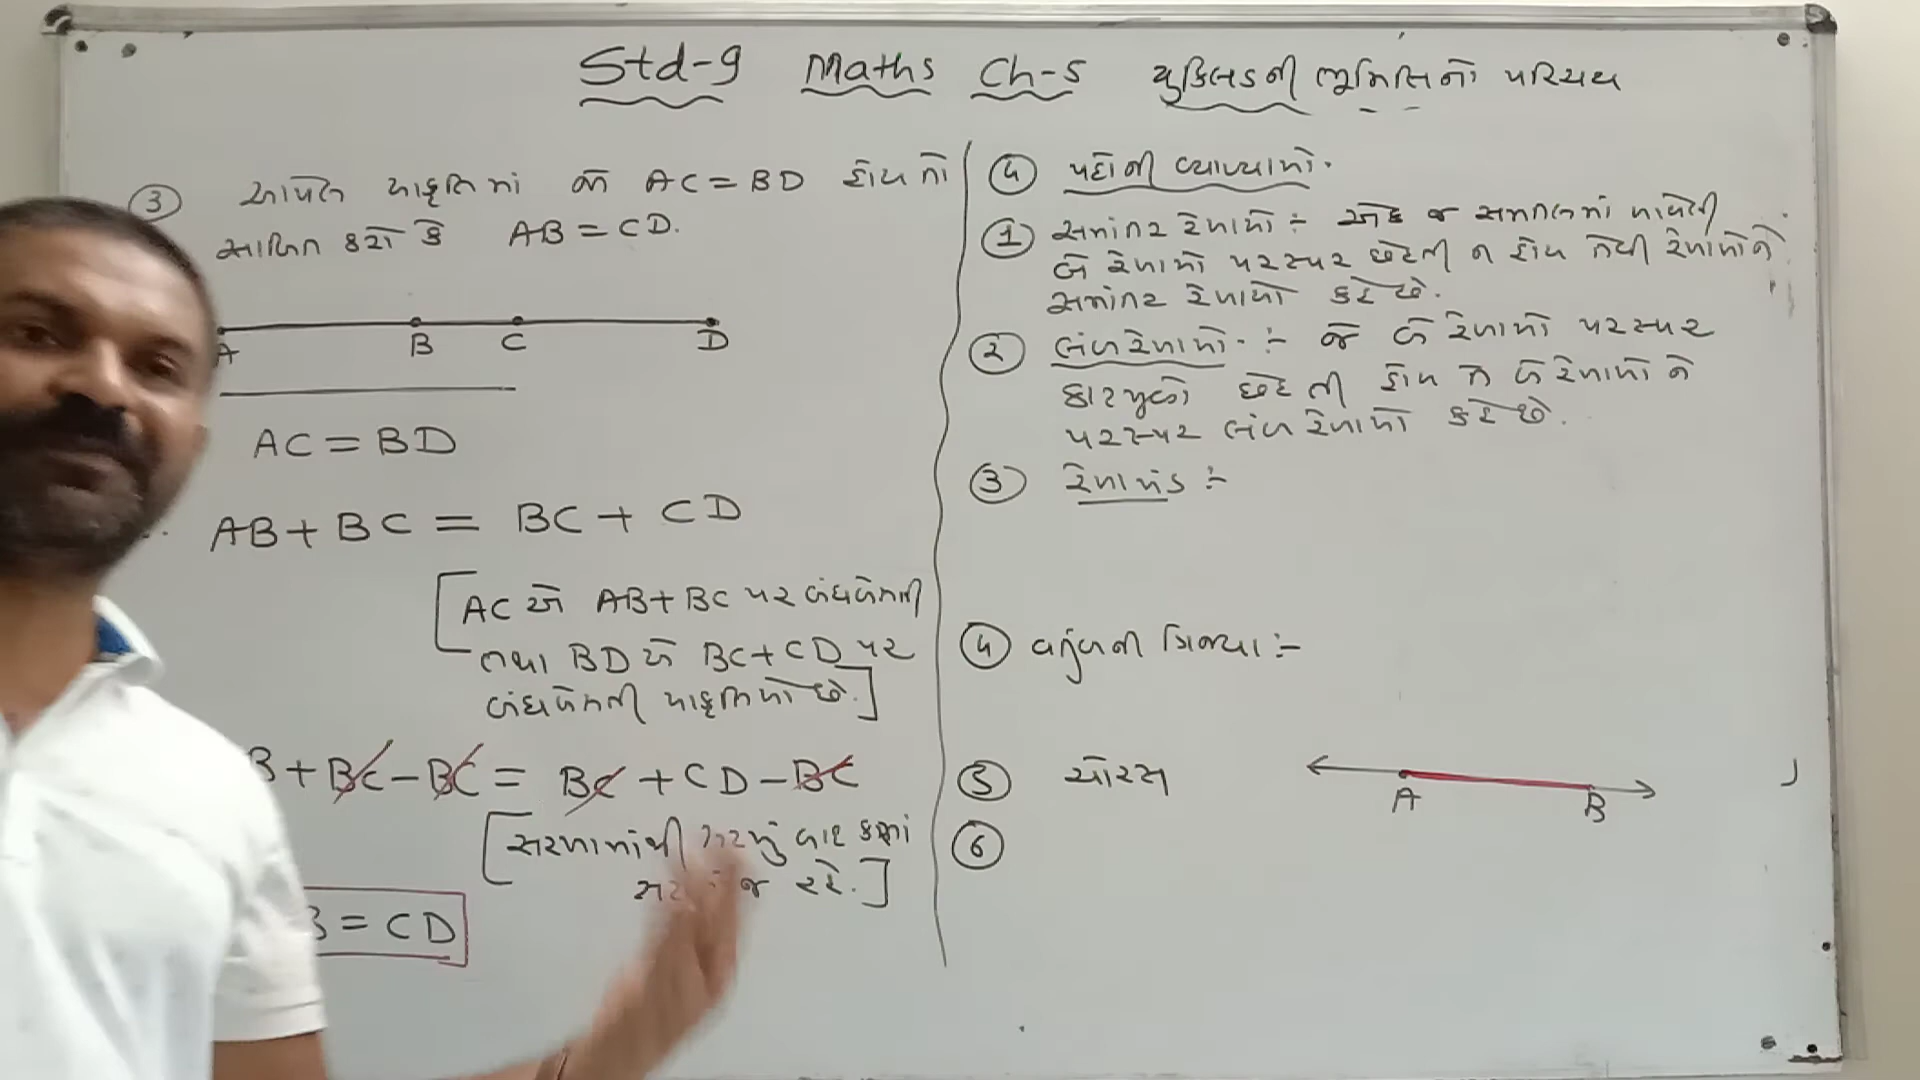 Std-9 Maths Ch-5 યુક્લિડની ભૂમિતિનો પરિચય
③ આપેલ આકૃતિમાં જો AC = BD હોય તો
સાબિત કરો કે AB = CD.
A B C D
AC = BD
AB + BC = BC + CD
[AC એ AB + BC પર બંધબેસતી
તથા BD એ BC + CD પર
બંધબેસતી આકૃતિઓ છે.]
B + BC - BC = BC + CD - BC
[સરખામાંથી સરખું બાદ કરતાં
જ રહે.]
B = CD
④ પદોની વ્યાખ્યાઓ.
① સમાંતર રેખાઓ :- એક જ સમતલમાં આવેલી
બે રેખાઓ પરસ્પર છેદતી ન હોય તેવી રેખાઓને
સમાંતર રેખાઓ કહે છે.
② લંબરેખાઓ. :- જે બે રેખાઓ પરસ્પર
કાટખૂણે છેદતી હોય તે બે રેખાઓને
પરસ્પર લંબરેખાઓ કહે છે.
③ રેખાખંડ :-
④ વર્તુળની ત્રિજ્યા :-
⑤ ચોરસ
A B
⑥